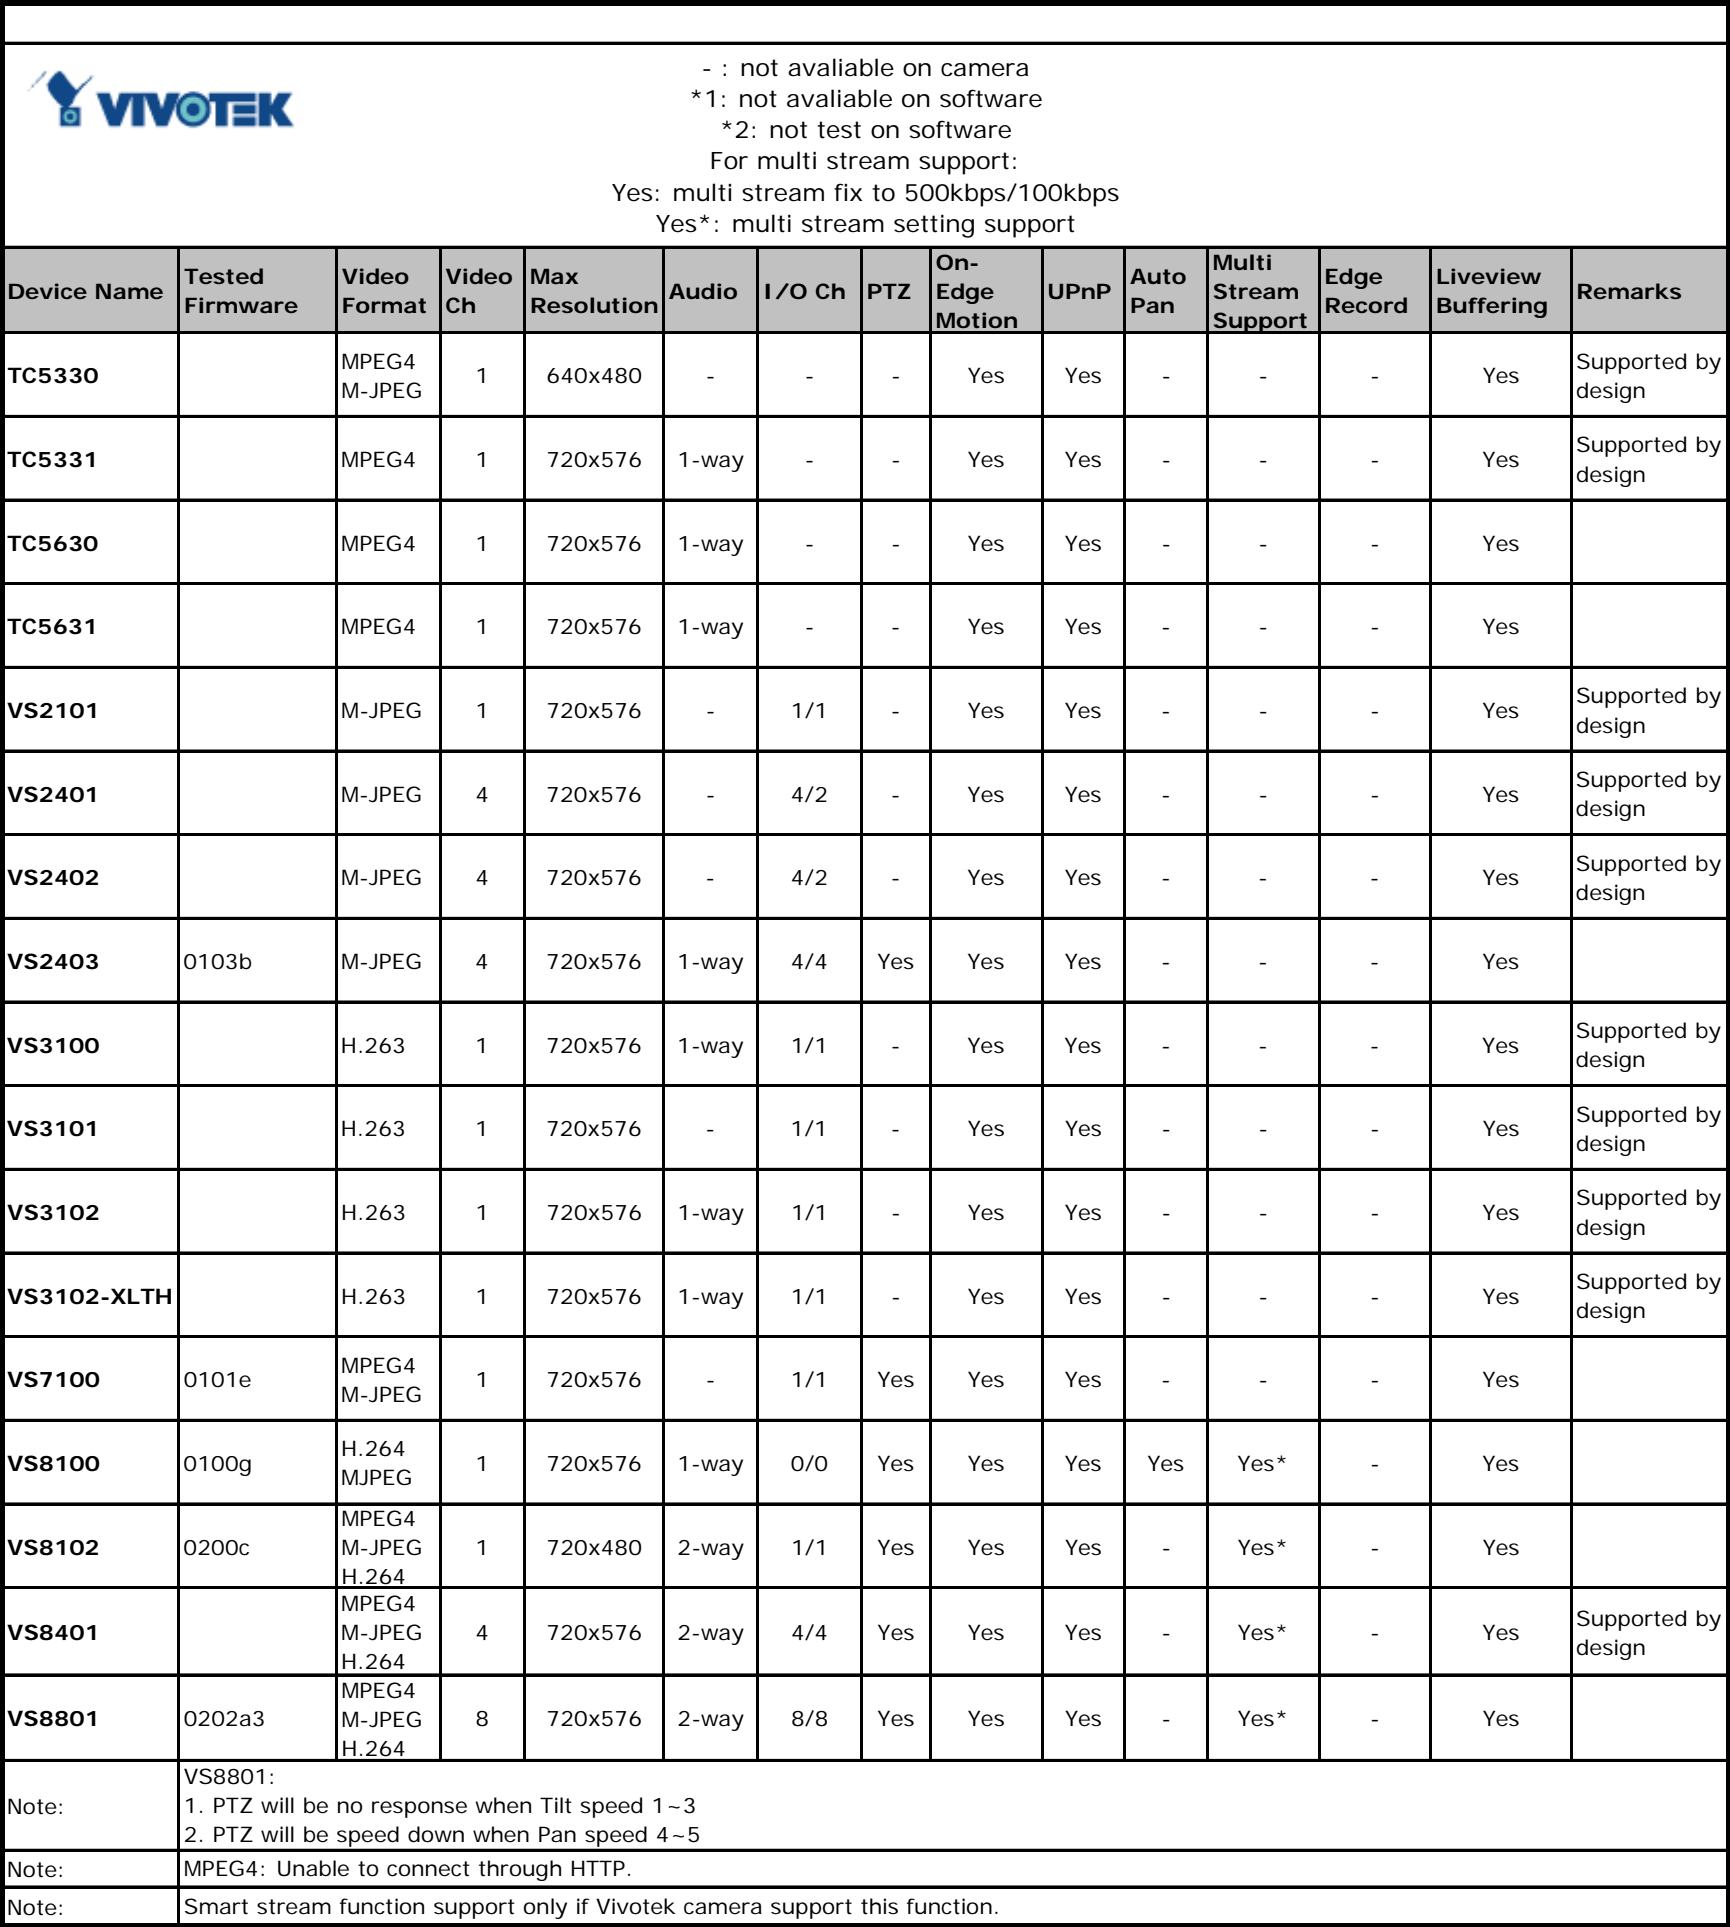 VIVOTEK
- : not avaliable on camera
*1: not avaliable on software
*2: not test on software
For multi stream support:
Yes: multi stream fix to 500kbps/100kbps
Yes*: multi stream setting support
Device Name Tested Firmware Video Format Video Ch Max Resolution Audio I/O Ch PTZ On-Edge Motion UPnP Auto Pan Multi Stream Support Edge Record Liveview Buffering Remarks
TC5330 MPEG4 M-JPEG 1 640x480 - - - Yes Yes - - - Yes Supported by design
TC5331 MPEG4 1 720x576 1-way - - Yes Yes - - - Yes Supported by design
TC5630 MPEG4 1 720x576 1-way - - Yes Yes - - - Yes
TC5631 MPEG4 1 720x576 1-way - - Yes Yes - - - Yes
VS2101 M-JPEG 1 720x576 - 1/1 - Yes Yes - - - Yes Supported by design
VS2401 M-JPEG 4 720x576 - 4/2 - Yes Yes - - - Yes Supported by design
VS2402 M-JPEG 4 720x576 - 4/2 - Yes Yes - - - Yes Supported by design
VS2403 0103b M-JPEG 4 720x576 1-way 4/4 Yes Yes Yes - - - Yes
VS3100 H.263 1 720x576 1-way 1/1 - Yes Yes - - - Yes Supported by design
VS3101 H.263 1 720x576 - 1/1 - Yes Yes - - - Yes Supported by design
VS3102 H.263 1 720x576 1-way 1/1 - Yes Yes - - - Yes Supported by design
VS3102-XLTH H.263 1 720x576 1-way 1/1 - Yes Yes - - - Yes Supported by design
VS7100 0101e MPEG4 M-JPEG 1 720x576 - 1/1 Yes Yes Yes - - - Yes
VS8100 0100g H.264 MJPEG 1 720x576 1-way 0/0 Yes Yes Yes Yes Yes* - Yes
VS8102 0200c MPEG4 M-JPEG H.264 1 720x480 2-way 1/1 Yes Yes Yes - Yes* - Yes
VS8401 MPEG4 M-JPEG H.264 4 720x576 2-way 4/4 Yes Yes Yes - Yes* - Yes Supported by design
VS8801 0202a3 MPEG4 M-JPEG H.264 8 720x576 2-way 8/8 Yes Yes Yes - Yes* - Yes
Note: VS8801:
1. PTZ will be no response when Tilt speed 1~3
2. PTZ will be speed down when Pan speed 4~5
Note: MPEG4: Unable to connect through HTTP.
Note: Smart stream function support only if Vivotek camera support this function.